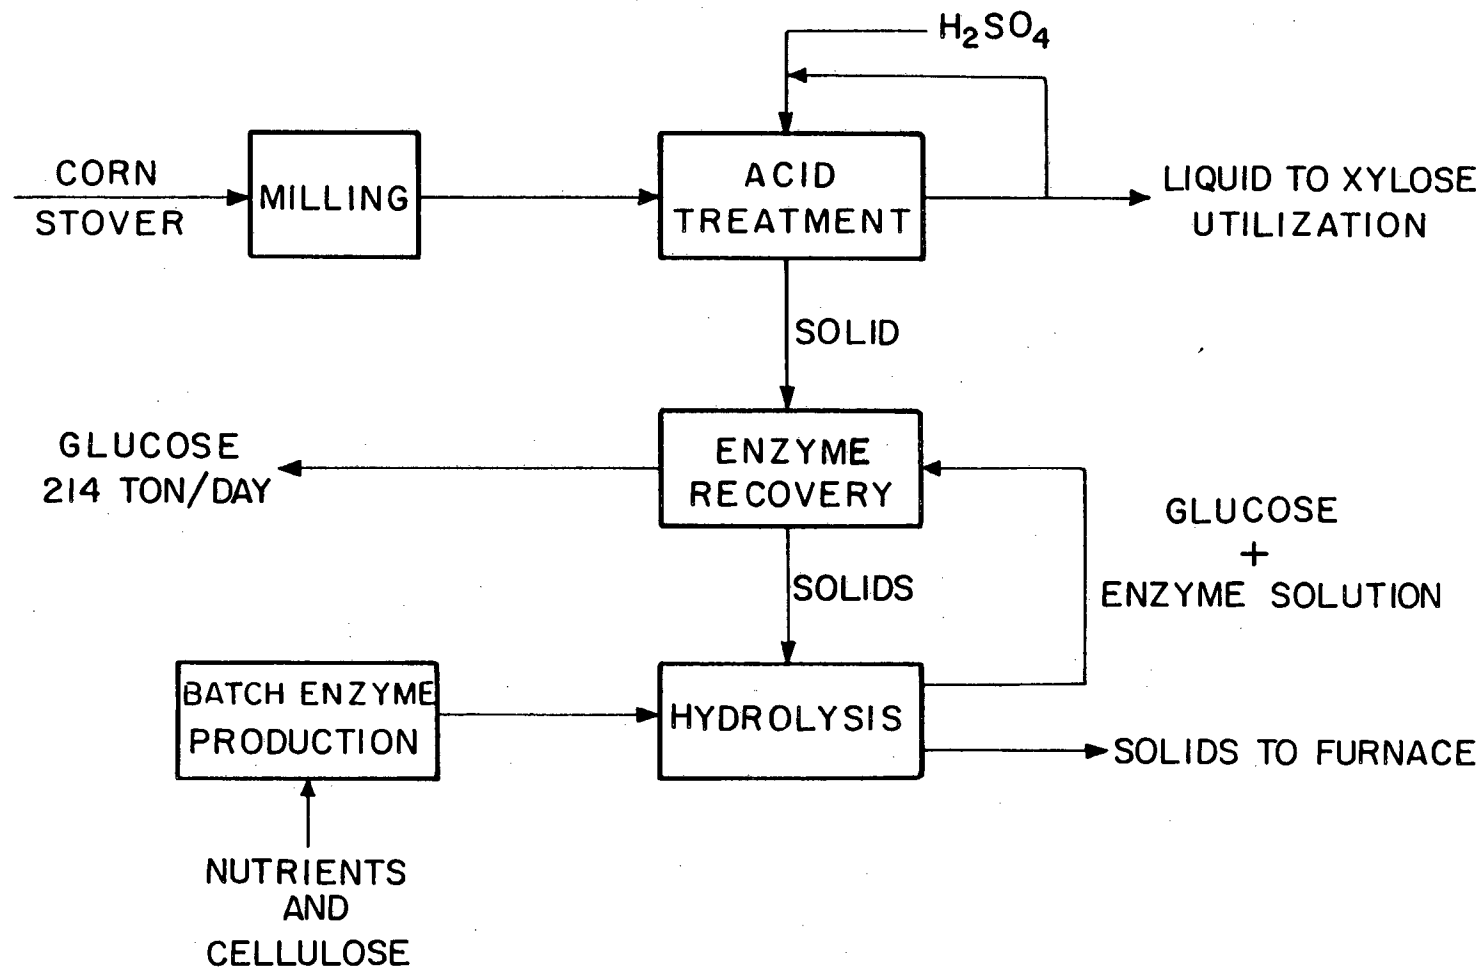 H₂SO₄
CORN
STOVER
MILLING
ACID
TREATMENT
LIQUID TO XYLOSE
UTILIZATION
SOLID
GLUCOSE
214 TON/DAY
ENZYME
RECOVERY
GLUCOSE
+
ENZYME SOLUTION
SOLIDS
BATCH ENZYME
PRODUCTION
HYDROLYSIS
SOLIDS TO FURNACE
NUTRIENTS
AND
CELLULOSE